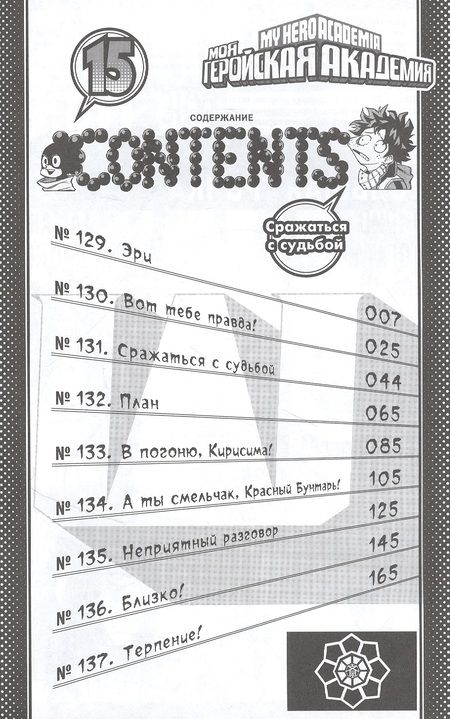 15
MY HERO ACADEMIA
МОЯ
ГЕРОЙСКАЯ АКАДЕМИЯ
СОДЕРЖАНИЕ
CONTENTS
Сражаться
с судьбой
№ 129. Эри 007
№ 130. Вот тебе правда! 025
№ 131. Сражаться с судьбой 044
№ 132. План 065
№ 133. В погоню, Кирисима! 085
№ 134. А ты смельчак, Красный Бунтарь! 105
№ 135. Неприятный разговор 125
№ 136. Близко! 145
№ 137. Терпение! 165